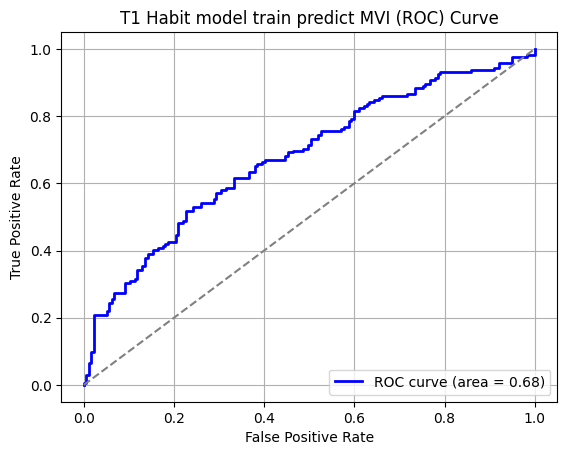 T1 Habit model train predict MVI (ROC) Curve
True Positive Rate
1.0
0.8
0.6
0.4
0.2
0.0
ROC curve (area = 0.68)
0.0 0.2 0.4 0.6 0.8 1.0
False Positive Rate